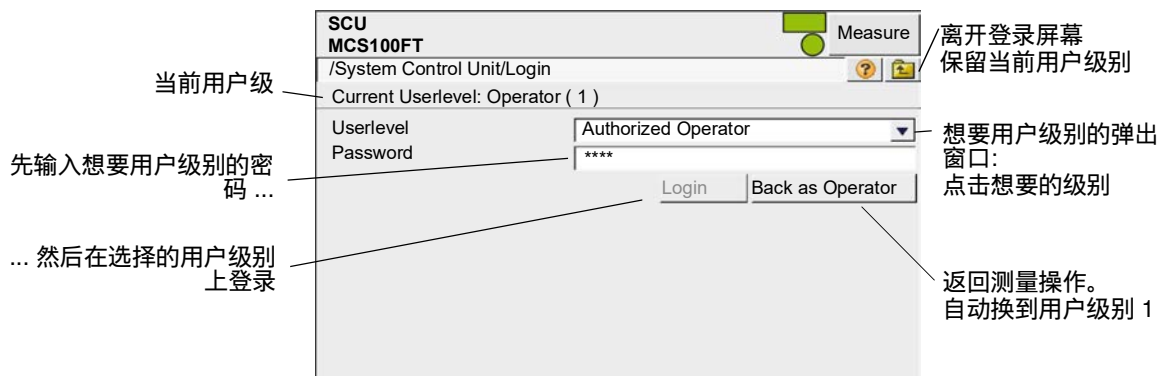 SCU
MCS100FT
Measure
离开登录屏幕
保留当前用户级别
/System Control Unit/Login
?
当前用户级
Current Userlevel: Operator ( 1 )
Userlevel
Authorized Operator
想要用户级别的弹出
窗口:
点击想要的级别
Password
****
先输入想要用户级别的密
码 ...
Login
Back as Operator
... 然后在选择的用户级别
上登录
返回测量操作。
自动换到用户级别 1